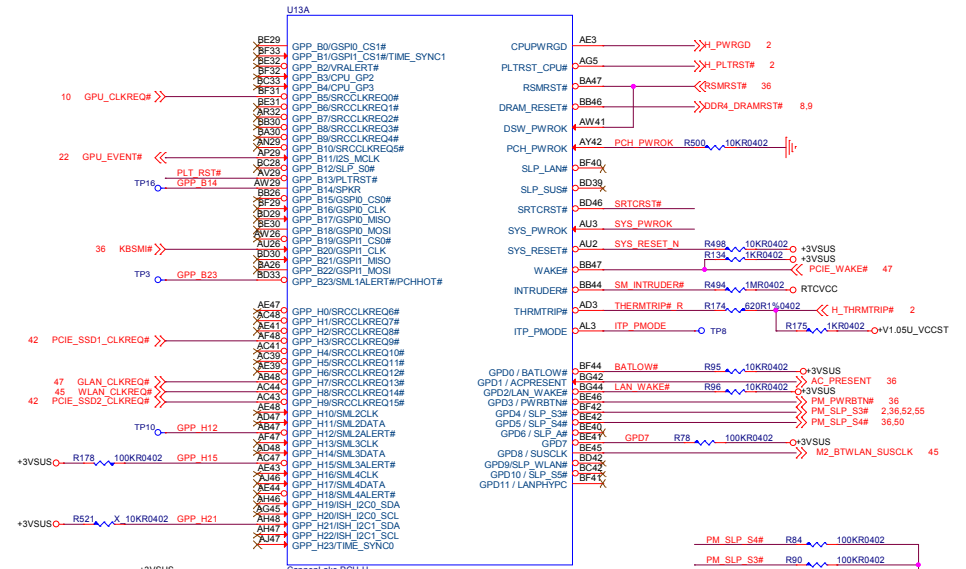 U13A
BE29 GPP_B0/GSPI0_CS1#
BF33 GPP_B1/GSPI1_CS1#/TIME_SYNC1
BE32 GPP_B2/VRALERT#
BF32 GPP_B3/CPU_GP2
BC33 GPP_B4/CPU_GP3
10 GPU_CLKREQ# BF31 GPP_B5/SRCCLKREQ0#
BE31 GPP_B6/SRCCLKREQ1#
AR32 GPP_B7/SRCCLKREQ2#
BB30 GPP_B8/SRCCLKREQ3#
BA30 GPP_B9/SRCCLKREQ4#
AN29 GPP_B10/SRCCLKREQ5#
22 GPU_EVENT# AP29 GPP_B11/I2S_MCLK
BC28 GPP_B12/SLP_S0#
PLT_RST# AV29 GPP_B13/PLTRST#
TP16 GPP_B14 AW29 GPP_B14/SPKR
BB26 GPP_B15/GSPI0_CS0#
BF29 GPP_B16/GSPI0_CLK
BD29 GPP_B17/GSPI0_MISO
BE30 GPP_B18/GSPI0_MOSI
AW26 GPP_B19/GSPI1_CS0#
36 KBSMI# AU26 GPP_B20/GSPI1_CLK
BD30 GPP_B21/GSPI1_MISO
BA26 GPP_B22/GSPI1_MOSI
TP3 GPP_B23 BD33 GPP_B23/SML1ALERT#/PCHHOT#
AE47 GPP_H0/SRCCLKREQ6#
AC48 GPP_H1/SRCCLKREQ7#
AE41 GPP_H2/SRCCLKREQ8#
42 PCIE_SSD1_CLKREQ# AF48 GPP_H3/SRCCLKREQ9#
AC41 GPP_H4/SRCCLKREQ10#
AC39 GPP_H5/SRCCLKREQ11#
AE39 GPP_H6/SRCCLKREQ12#
47 GLAN_CLKREQ# AB48 GPP_H7/SRCCLKREQ13#
45 WLAN_CLKREQ# AC44 GPP_H8/SRCCLKREQ14#
42 PCIE_SSD2_CLKREQ# AC43 GPP_H9/SRCCLKREQ15#
AE48 GPP_H10/SML2CLK
AD47 GPP_H11/SML2DATA
TP10 GPP_H12 AB47 GPP_H12/SML2ALERT#
AF47 GPP_H13/SML3CLK
AD48 GPP_H14/SML3DATA
+3VSUS R178 100KR0402 GPP_H15 AC47 GPP_H15/SML3ALERT#
AE43 GPP_H16/SML4CLK
AJ46 GPP_H17/SML4DATA
AE44 GPP_H18/SML4ALERT#
AH46 GPP_H19/ISH_I2C0_SDA
AG45 GPP_H20/ISH_I2C0_SCL
+3VSUS R521 X_10KR0402 GPP_H21 AH48 GPP_H21/ISH_I2C1_SDA
AH47 GPP_H22/ISH_I2C1_SCL
AJ47 GPP_H23/TIME_SYNC0
CPUPWRGD AE3 H_PWRGD 2
PLTRST_CPU# AG5 H_PLTRST# 2
RSMRST# BA47 RSMRST# 36
DRAM_RESET# BB46 DDR4_DRAMRST# 8,9
DSW_PWROK AW41
PCH_PWROK AY42 PCH_PWROK R500 10KR0402
SLP_LAN# BF40
SLP_SUS# BD39
SRTCRST# BD46 SRTCRST#
SYS_PWROK AU3 SYS_PWROK
SYS_RESET# AU2 SYS_RESET_N R498 10KR0402 +3VSUS
R134 1KR0402 +3VSUS
WAKE# BB47 PCIE_WAKE# 47
INTRUDER# BB44 SM_INTRUDER# R494 1MR0402 RTCVCC
THRMTRIP# AD3 THERMTRIP#_R R174 620R1%0402 H_THRMTRIP# 2
ITP_PMODE AL3 ITP_PMODE TP8 R175 1KR0402 +V1.05U_VCCST
GPD0 / BATLOW# BF44 BATLOW# R95 10KR0402 +3VSUS
GPD1 / ACPRESENT BG42 AC_PRESENT 36
GPD2/LAN_WAKE# BG44 LAN_WAKE# R96 10KR0402 +3VSUS
GPD3 / PWRBTN# BE46 PM_PWRBTN# 36
GPD4 / SLP_S3# BF42 PM_SLP_S3# 2,36,52,55
GPD5 / SLP_S4# BE42 PM_SLP_S4# 36,50
GPD6 / SLP_A# BE40
GPD7 BE41 GPD7 R78 100KR0402 +3VSUS
GPD8 / SUSCLK BE45 M2_BTWLAN_SUSCLK 45
GPD9/SLP_WLAN# BD42
GPD10 / SLP_S5# BC42
GPD11 / LANPHYPC BF41
PM_SLP_S4# R84 100KR0402
PM_SLP_S3# R90 100KR0402